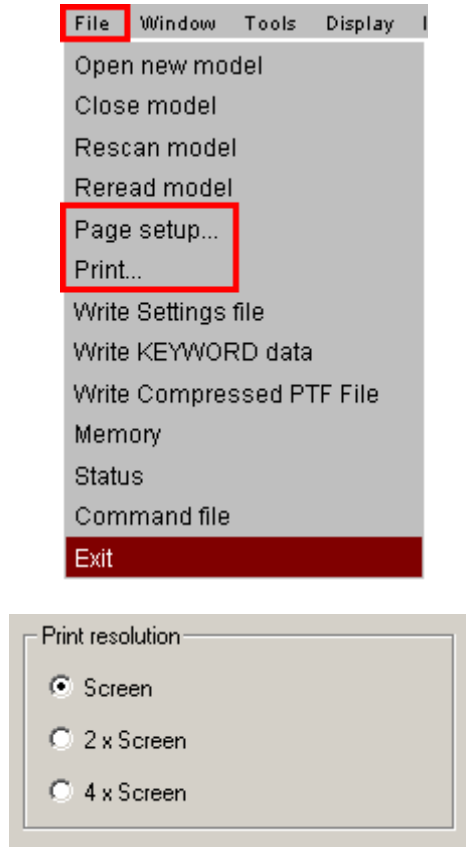 File Window Tools Display
Open new model
Close model
Rescan model
Reread model
Page setup...
Print...
Write Settings file
Write KEYWORD data
Write Compressed PTF File
Memory
Status
Command file
Exit
Print resolution
Screen
2 x Screen
4 x Screen